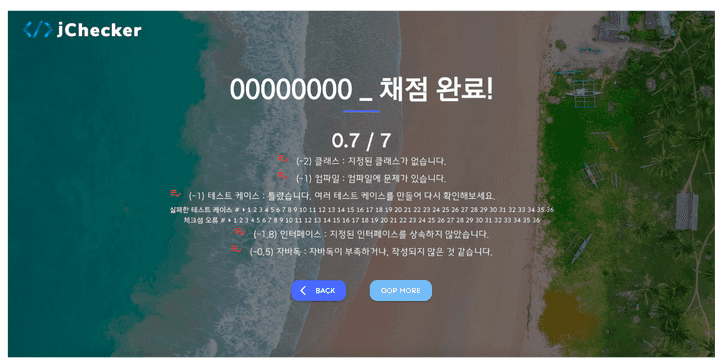 </> jChecker
00000000 _ 채점 완료!
0.7 / 7
(-2) 클래스 : 지정된 클래스가 없습니다.
(-1) 컴파일 : 컴파일에 문제가 있습니다.
(-1) 테스트 케이스 : 틀렸습니다. 여러 테스트 케이스를 만들어 다시 확인해보세요.
실패한 테스트 케이스 # • 1 2 3 4 5 6 7 8 9 10 11 12 13 14 15 16 17 18 19 20 21 22 23 24 25 26 27 28 29 30 31 32 33 34 35 36
체크섬 오류 # • 1 2 3 4 5 6 7 8 9 10 11 12 13 14 15 16 17 18 19 20 21 22 23 24 25 26 27 28 29 30 31 32 33 34 35 36
(-1.8) 인터페이스 : 지정된 인터페이스를 상속하지 않았습니다.
(-0.5) 자바독 : 자바독이 부족하거나, 작성되지 않은 것 같습니다.
BACK
OOP MORE